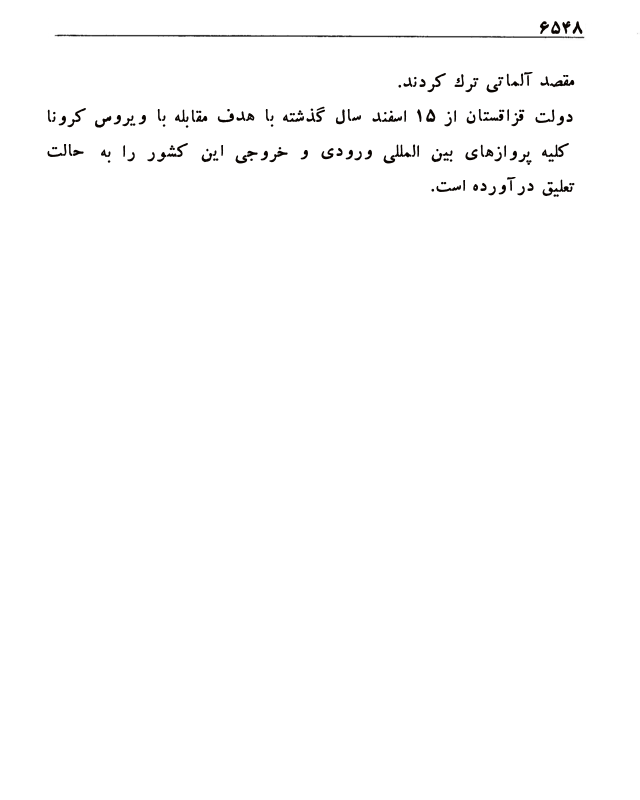 ۶۵۴۸
مقصد آلماتی ترك کردند.
دولت قزاقستان از ۱۵ اسفند سال گذشته با هدف مقابله با ویروس کرونا
کلیه پروازهای بین المللی ورودی و خروجی این کشور را به حالت
تعلیق درآورده است.